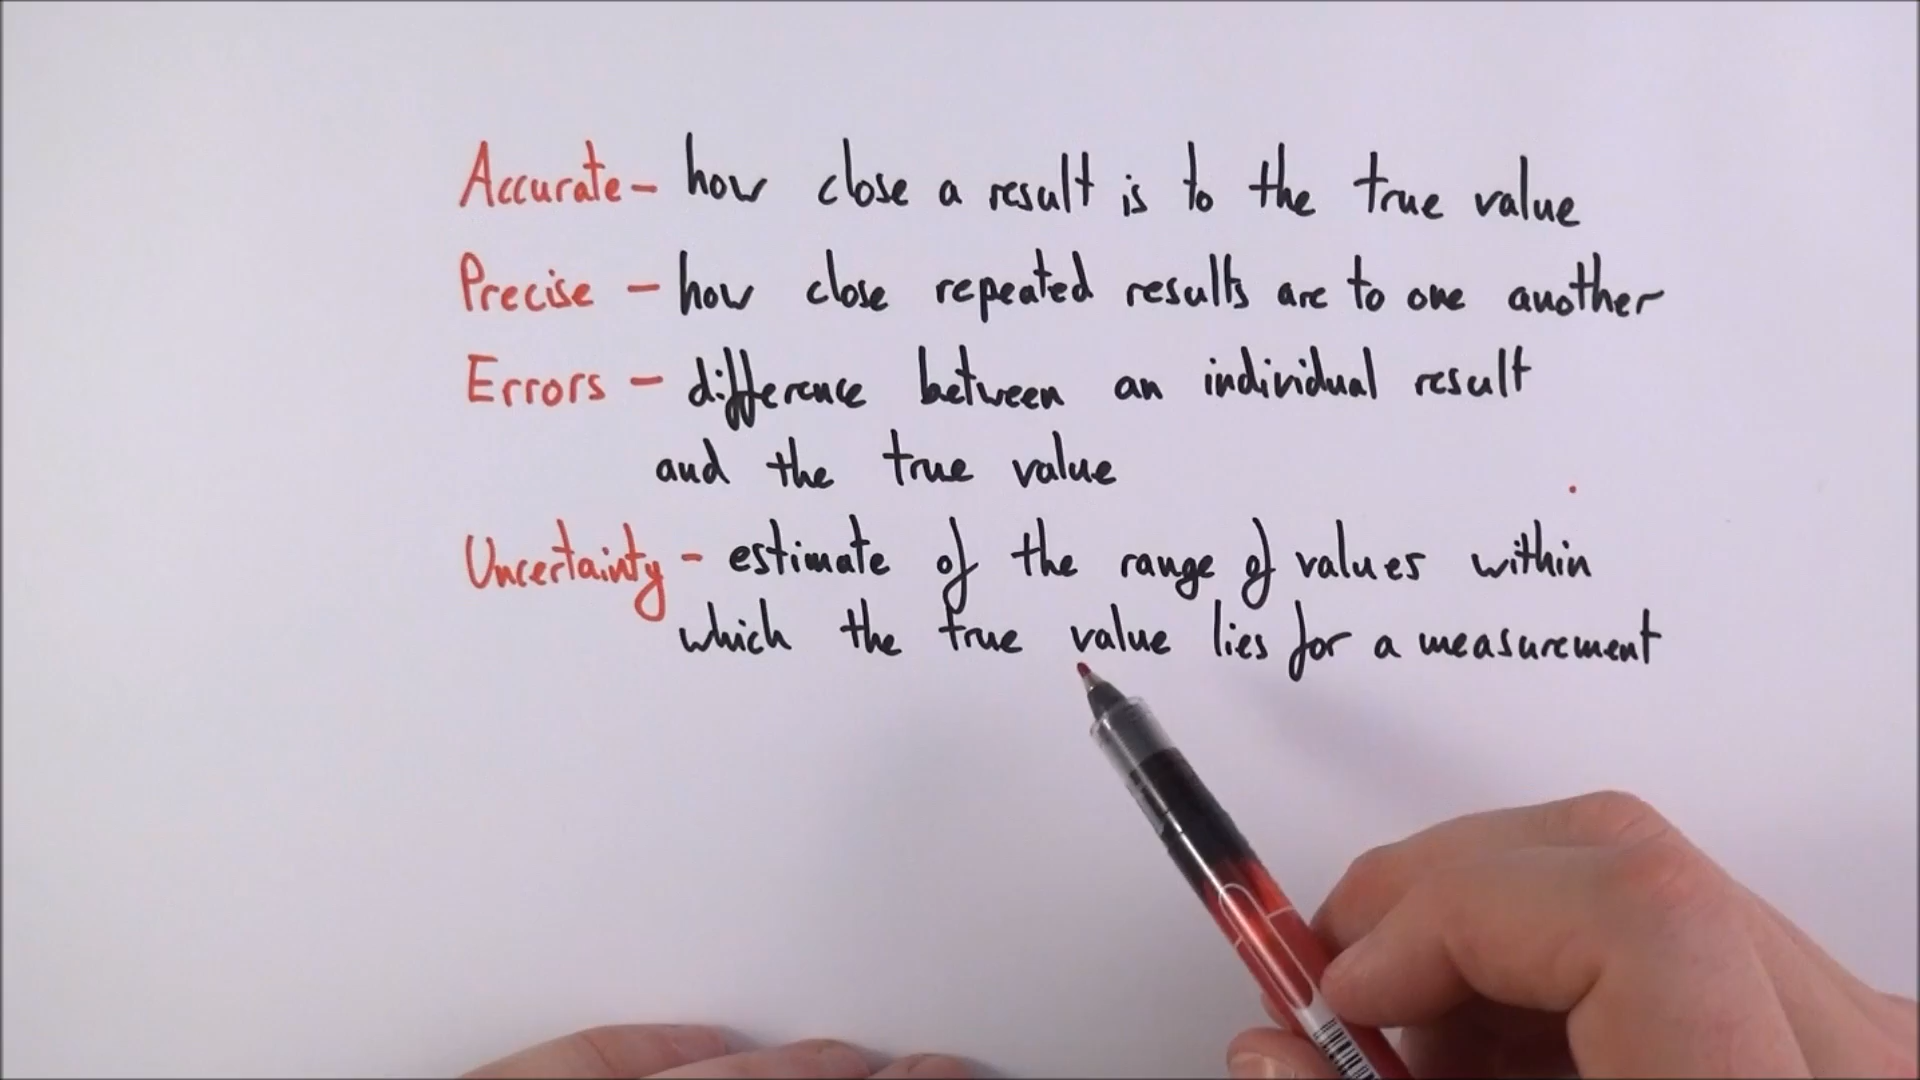 Accurate - how close a result is to the true value
Precise - how close repeated results are to one another
Errors - difference between an individual result
and the true value
Uncertainty - estimate of the range of values within
which the true value lies for a measurement